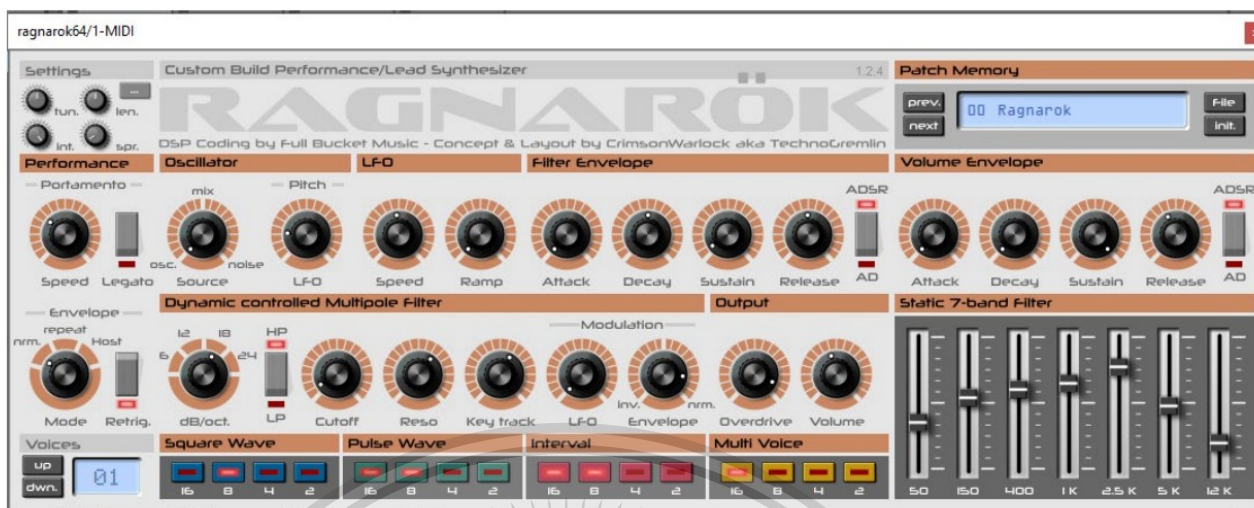 ragnarok64/1-MIDI
Settings
Custom Build Performance/Lead Synthesizer
1.2.4
Patch Memory
...
tun.
len.
int.
spr.
RAGNARÖK
DSP Coding by Full Bucket Music - Concept & Layout by CrimsonWarlock aka TechnoGremlin
prev.
next
00 Ragnarok
File
init.
Performance
Oscillator
LFO
Filter Envelope
Volume Envelope
Portamento
mix
Pitch
ADSR
ADSR
osc.
noise
AD
AD
Speed
Legato
Source
LFO
Speed
Ramp
Attack
Decay
Sustain
Release
Attack
Decay
Sustain
Release
Dynamic controlled Multipole Filter
Output
Static 7-band Filter
Envelope
repeat
nrm.
Host
6
12
18
24
HP
LP
Modulation
inv.
nrm.
Mode
Retrig.
dB/oct.
Cutoff
Reso
Key track
LFO
Envelope
Overdrive
Volume
Voices
Square Wave
Pulse Wave
Interval
Multi Voice
up
dwn.
01
16 8 4 2
16 8 4 2
16 8 4 2
16 8 4 2
50 150 400 1K 2.5 K 5 K 12 K